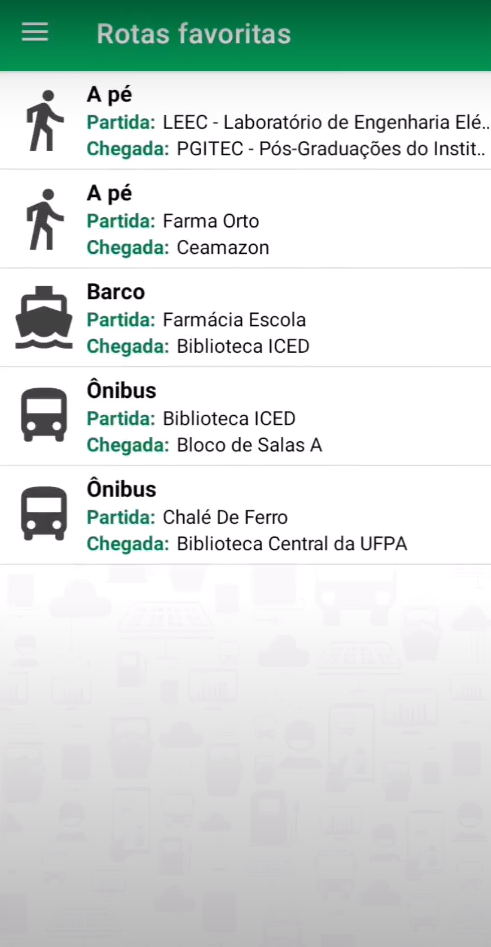 Rotas favoritas
A pé
Partida: LEEC - Laboratório de Engenharia Elé..
Chegada: PGITEC - Pós-Graduações do Instit..
A pé
Partida: Farma Orto
Chegada: Ceamazon
Barco
Partida: Farmácia Escola
Chegada: Biblioteca ICED
Ônibus
Partida: Biblioteca ICED
Chegada: Bloco de Salas A
Ônibus
Partida: Chalé De Ferro
Chegada: Biblioteca Central da UFPA